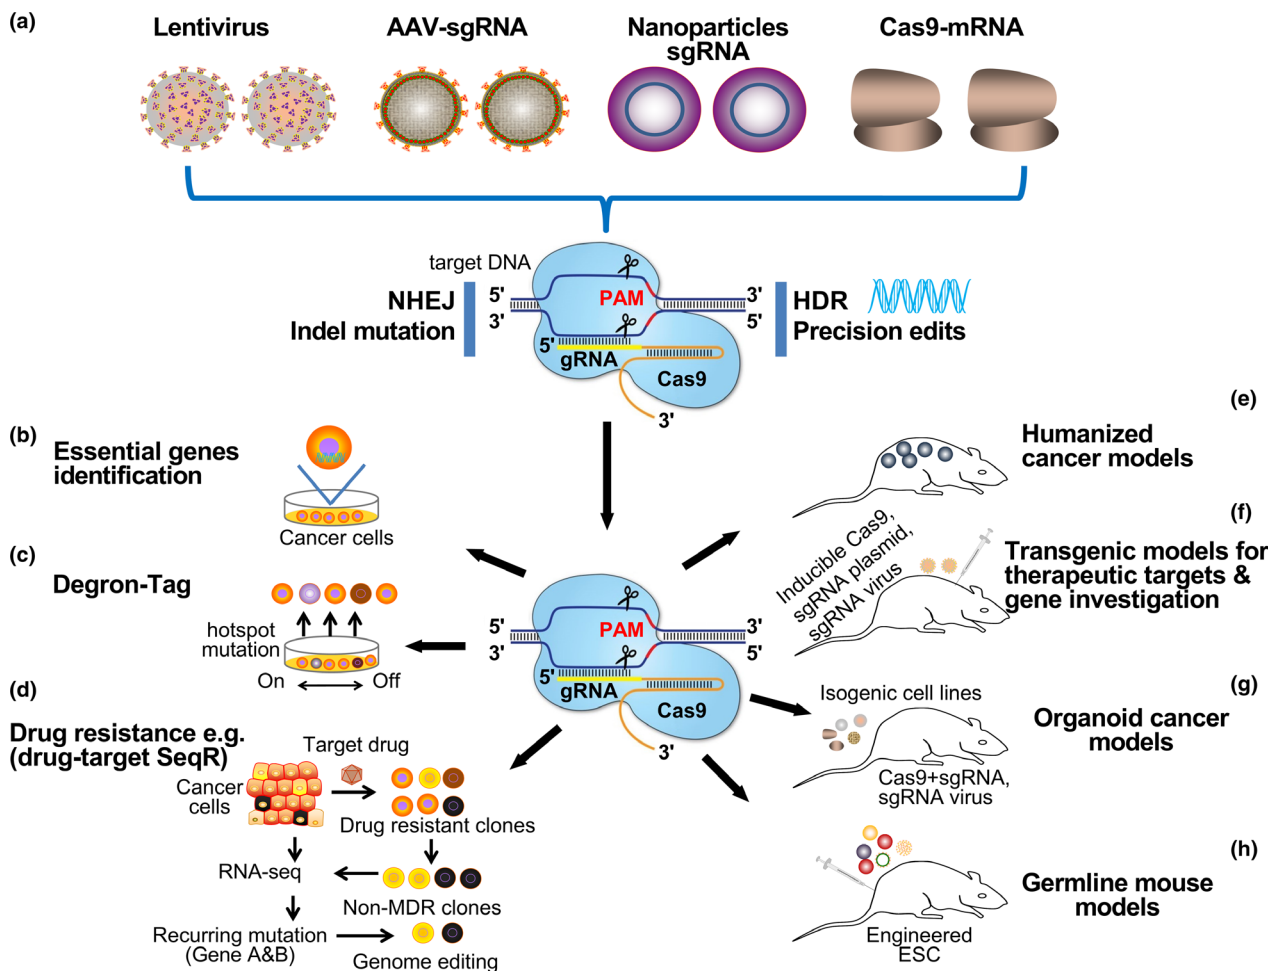 (a)
Lentivirus
AAV-sgRNA
Nanoparticles
sgRNA
Cas9-mRNA
target DNA
NHEJ
Indel mutation
5'
3'
PAM
5'
gRNA
Cas9
3'
3'
5'
HDR
Precision edits
(b)
Essential genes
identification
Cancer cells
(c)
Degron-Tag
hotspot
mutation
On
Off
(d)
Drug resistance e.g.
(drug-target SeqR)
Target drug
Cancer
cells
Drug resistant clones
RNA-seq
Non-MDR clones
Recurring mutation
(Gene A&B)
Genome editing
5'
3'
PAM
5'
gRNA
Cas9
3'
3'
5'
(e)
Humanized
cancer models
(f)
Inducible Cas9,
sgRNA plasmid,
sgRNA virus
Transgenic models for
therapeutic targets &
gene investigation
(g)
Isogenic cell lines
Organoid cancer
models
Cas9+sgRNA,
sgRNA virus
(h)
Germline mouse
models
Engineered
ESC